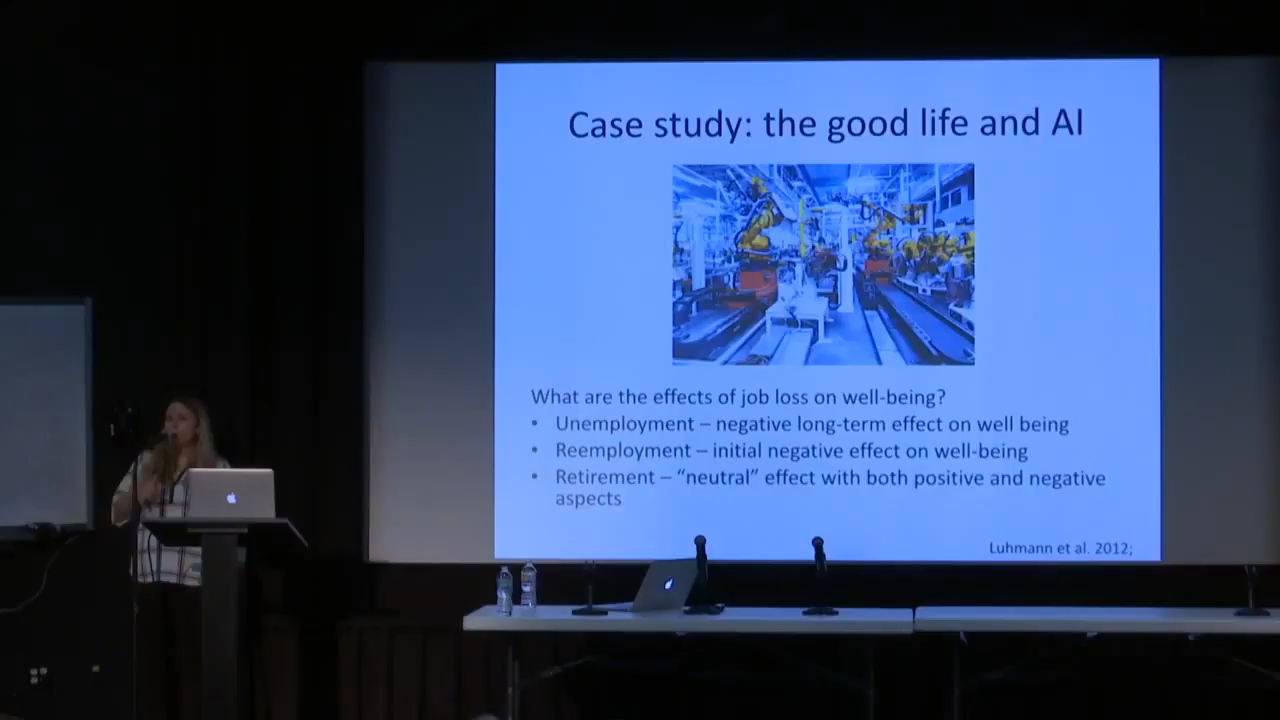 Case study: the good life and AI
What are the effects of job loss on well-being?
• Unemployment – negative long-term effect on well being
• Reemployment – initial negative effect on well-being
• Retirement – “neutral” effect with both positive and negative
aspects
Luhmann et al. 2012;